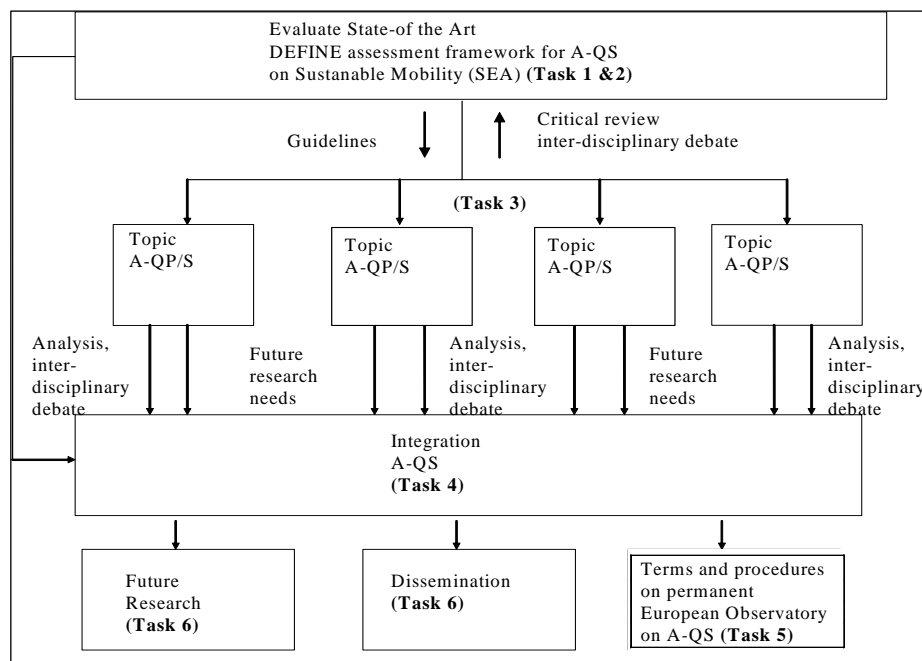 Evaluate State-of the Art
DEFINE assessment framework for A-QS
on Sustanable Mobility (SEA) (Task 1 &2)
Guidelines
Critical review
inter-disciplinary debate
(Task 3)
Topic
A-QP/S
Topic
A-QP/S
Topic
A-QP/S
Topic
A-QP/S
Analysis,
inter-
disciplinary
debate
Future
research
needs
Analysis,
inter-
disciplinary
debate
Future
research
needs
Analysis,
inter-
disciplinary
debate
Integration
A-QS
(Task 4)
Future
Research
(Task 6)
Dissemination
(Task 6)
Terms and procedures
on permanent
European Observatory
on A-QS (Task 5)